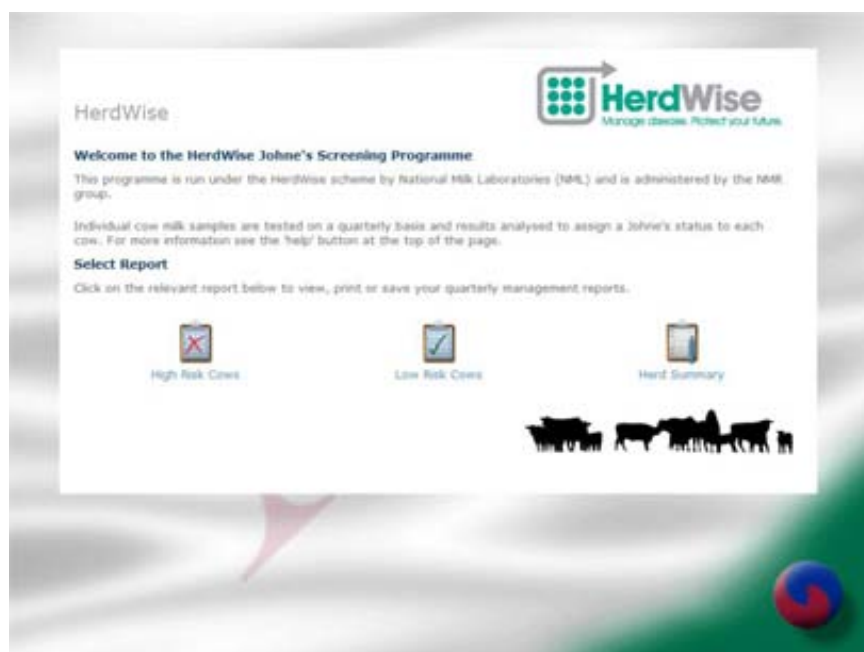 HerdWise
HerdWise
Manage disease. Protect your future.
Welcome to the HerdWise Johne's Screening Programme
This programme is run under the HerdWise scheme by National Milk Laboratories (NML) and is administered by the NMR
group.
Individual cow milk samples are tested on a quarterly basis and results analysed to assign a Johne's status to each
cow. For more information see the 'help' button at the top of the page.
Select Report
Click on the relevant report below to view, print or save your quarterly management reports.
High Risk Cows
Low Risk Cows
Herd Summary